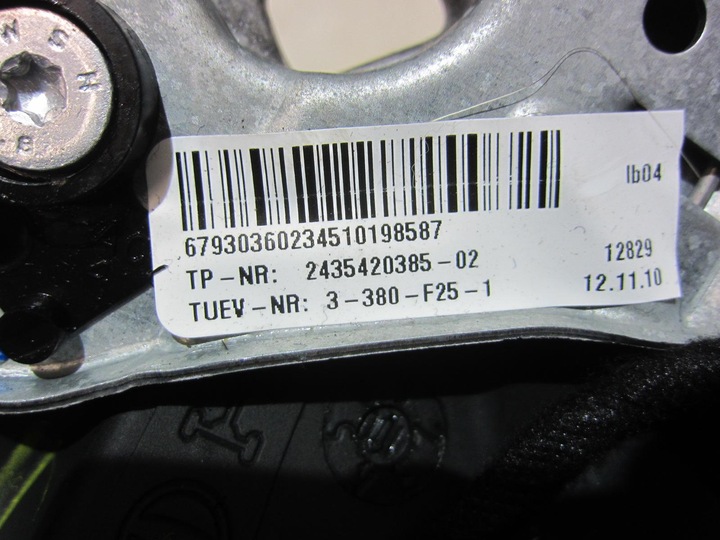 lb04
67930360234510198587
TP-NR: 2435420385-02
12829
TUEV-NR: 3-380-F25-1
12.11.10